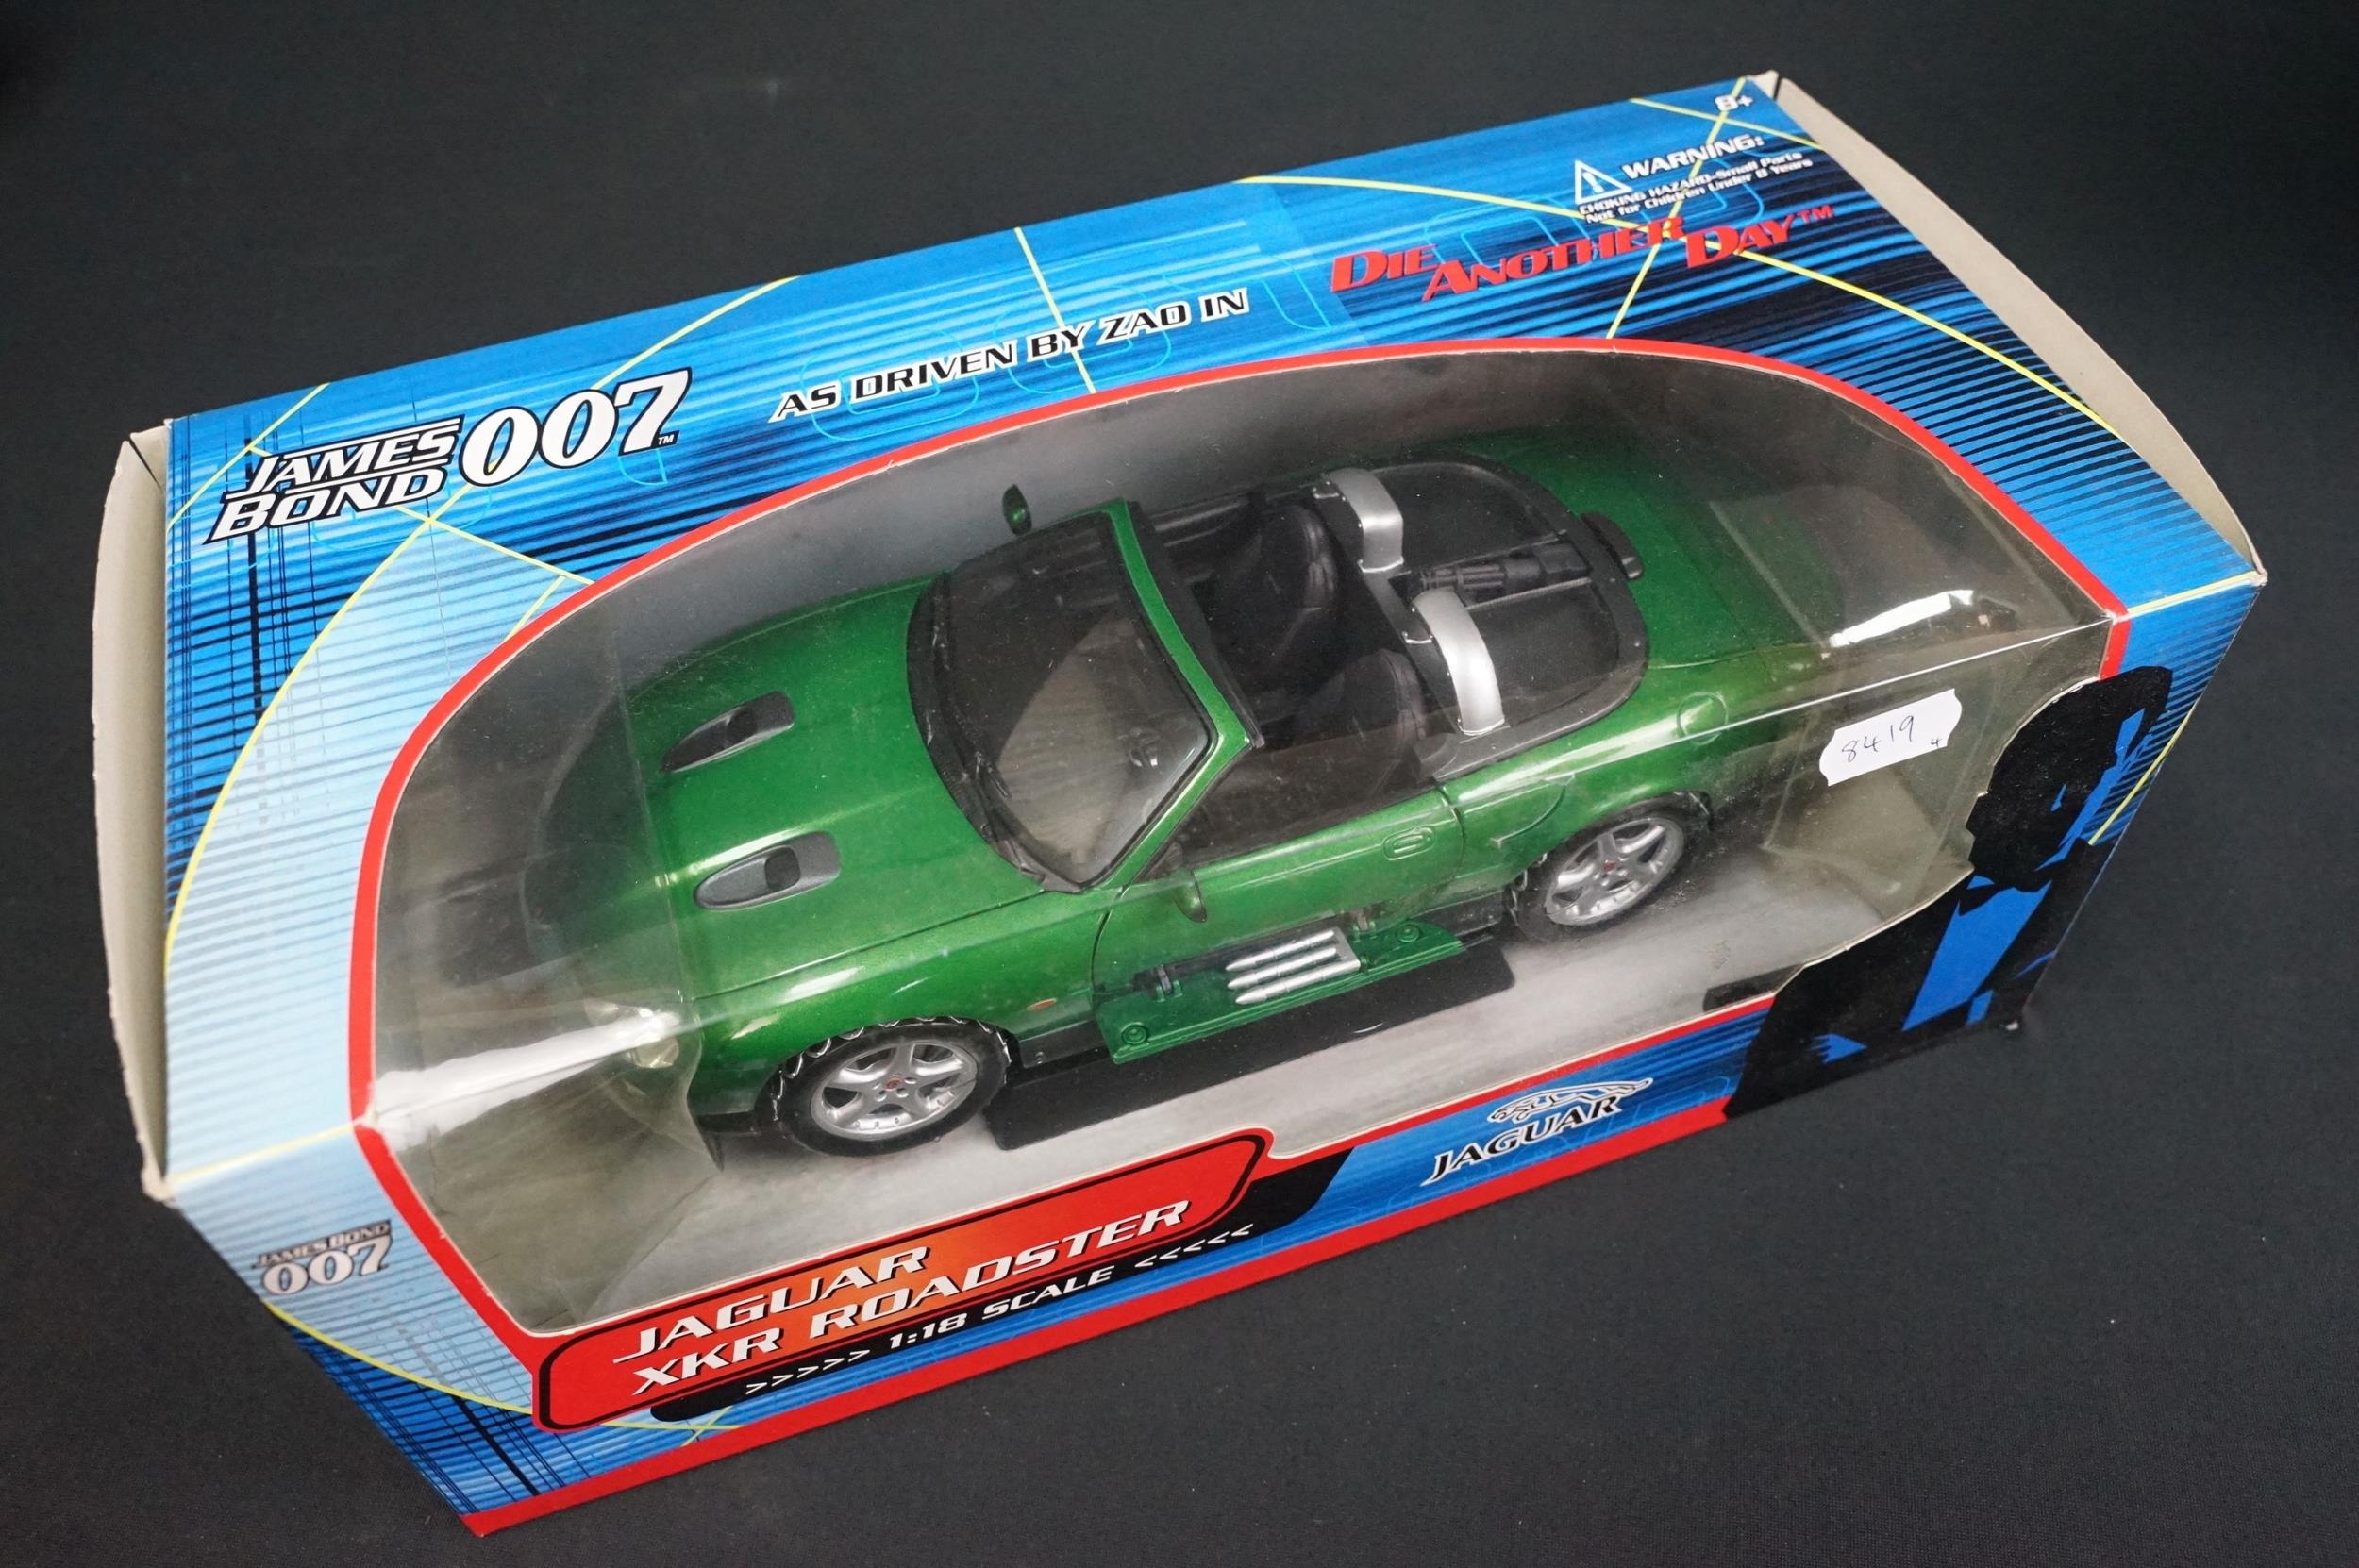 8+
WARNING:
CHOKING HAZARD-Small Parts
Not for Children Under 8 Years
DIE ANOTHER DAY™
AS DRIVEN BY ZAO IN
JAMES BOND 007™
8419 4
JAGUAR
JAMES BOND
007
JAGUAR
XKR ROADSTER
>>>>> 1:18 SCALE <<<<<